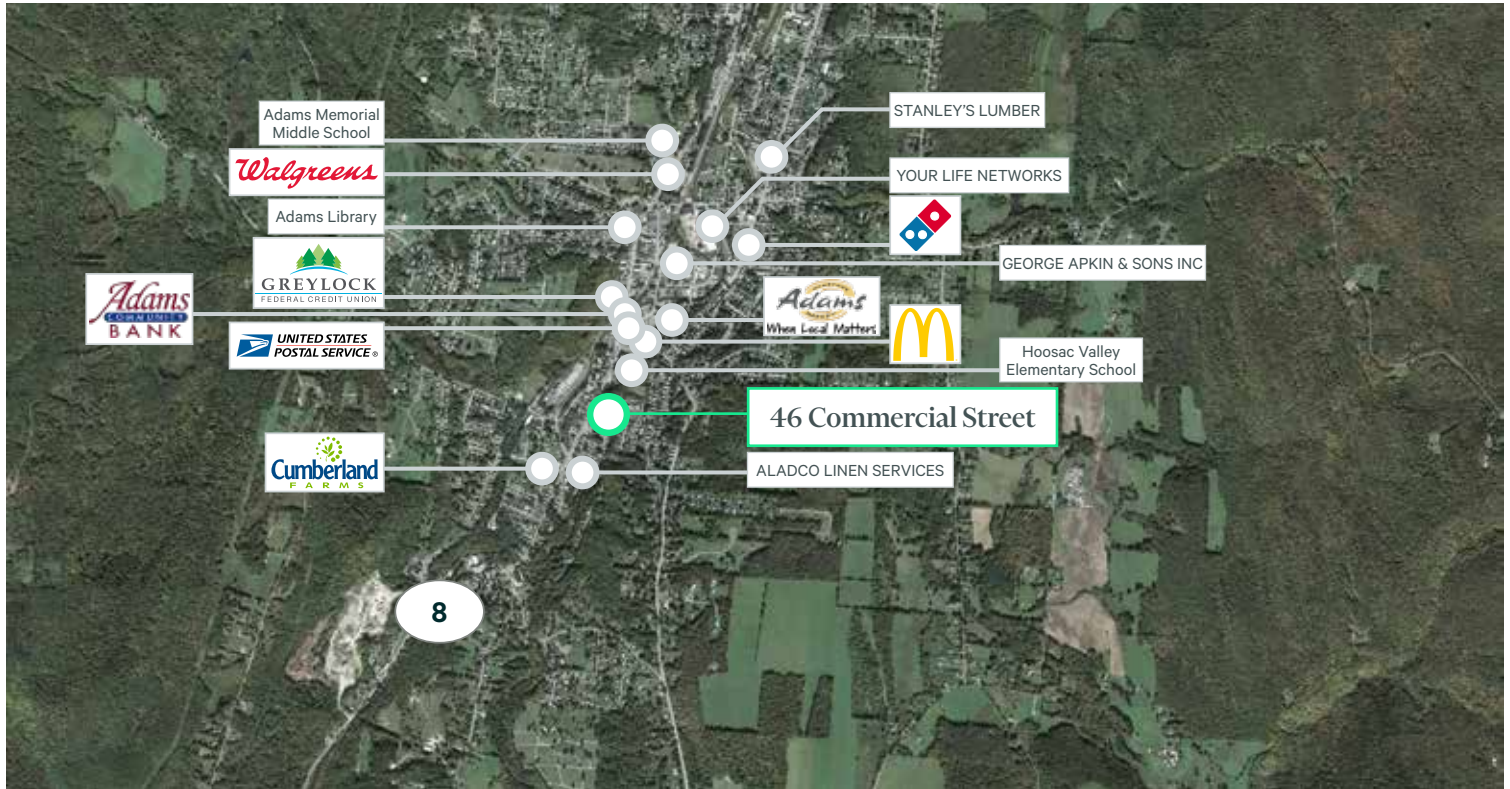 Adams Memorial
Middle School
Walgreens
Adams Library
GREYLOCK
FEDERAL CREDIT UNION
Adams
COMMUNITY
BANK
UNITED STATES
POSTAL SERVICE®
Cumberland
FARMS
8
STANLEY'S LUMBER
YOUR LIFE NETWORKS
GEORGE APKIN & SONS INC
Adams
When Local Matters
Hoosac Valley
Elementary School
46 Commercial Street
ALADCO LINEN SERVICES